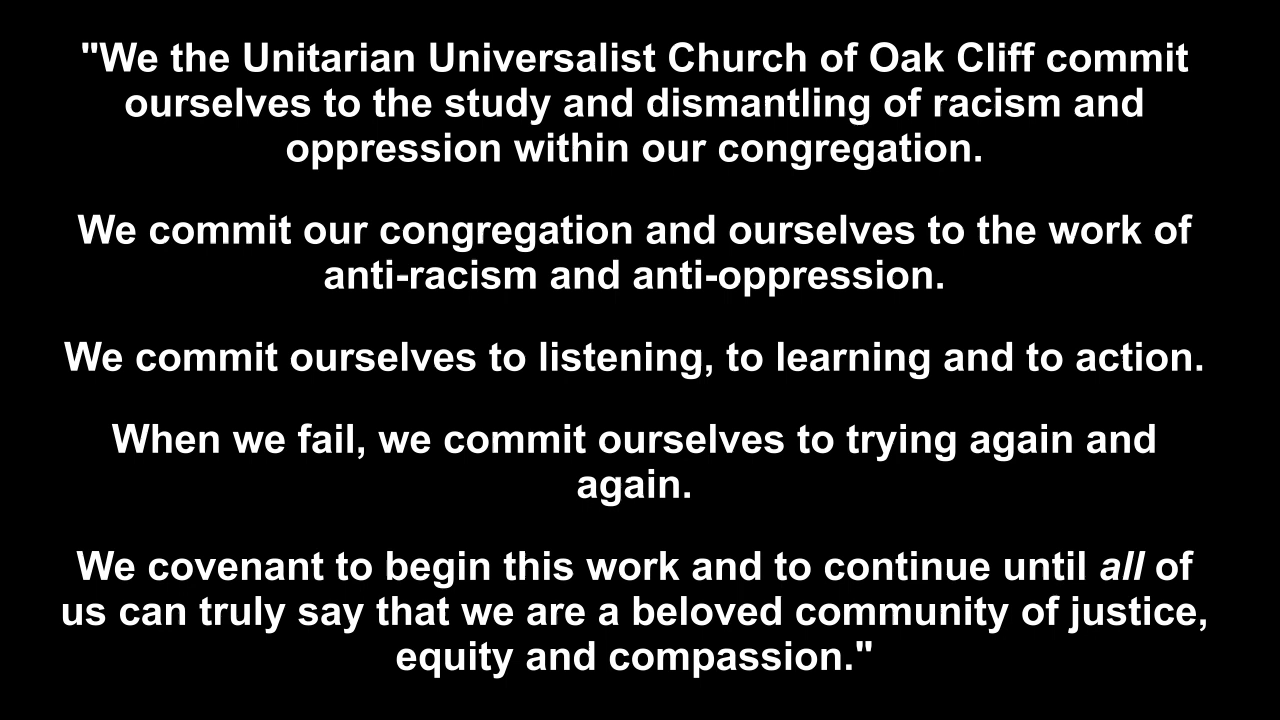 "We the Unitarian Universalist Church of Oak Cliff commit
ourselves to the study and dismantling of racism and
oppression within our congregation.
We commit our congregation and ourselves to the work of
anti-racism and anti-oppression.
We commit ourselves to listening, to learning and to action.
When we fail, we commit ourselves to trying again and
again.
We covenant to begin this work and to continue until all of
us can truly say that we are a beloved community of justice,
equity and compassion."